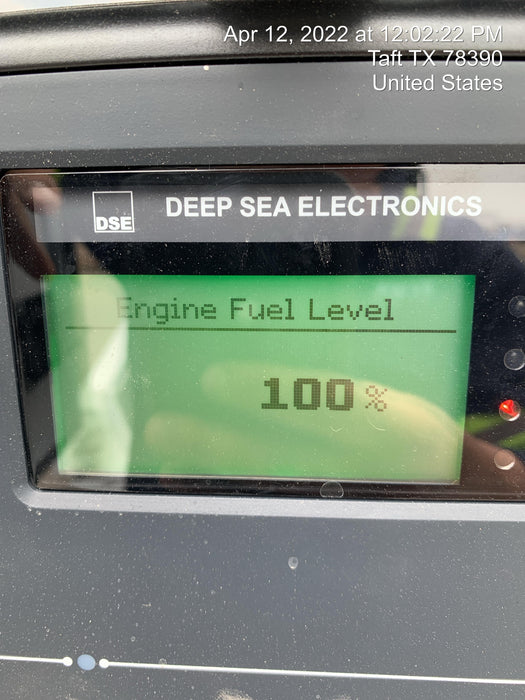 Apr 12, 2022 at 12:02:22 PM
Taft TX 78390
United States
DSE DEEP SEA ELECTRONICS
Engine Fuel Level
100%